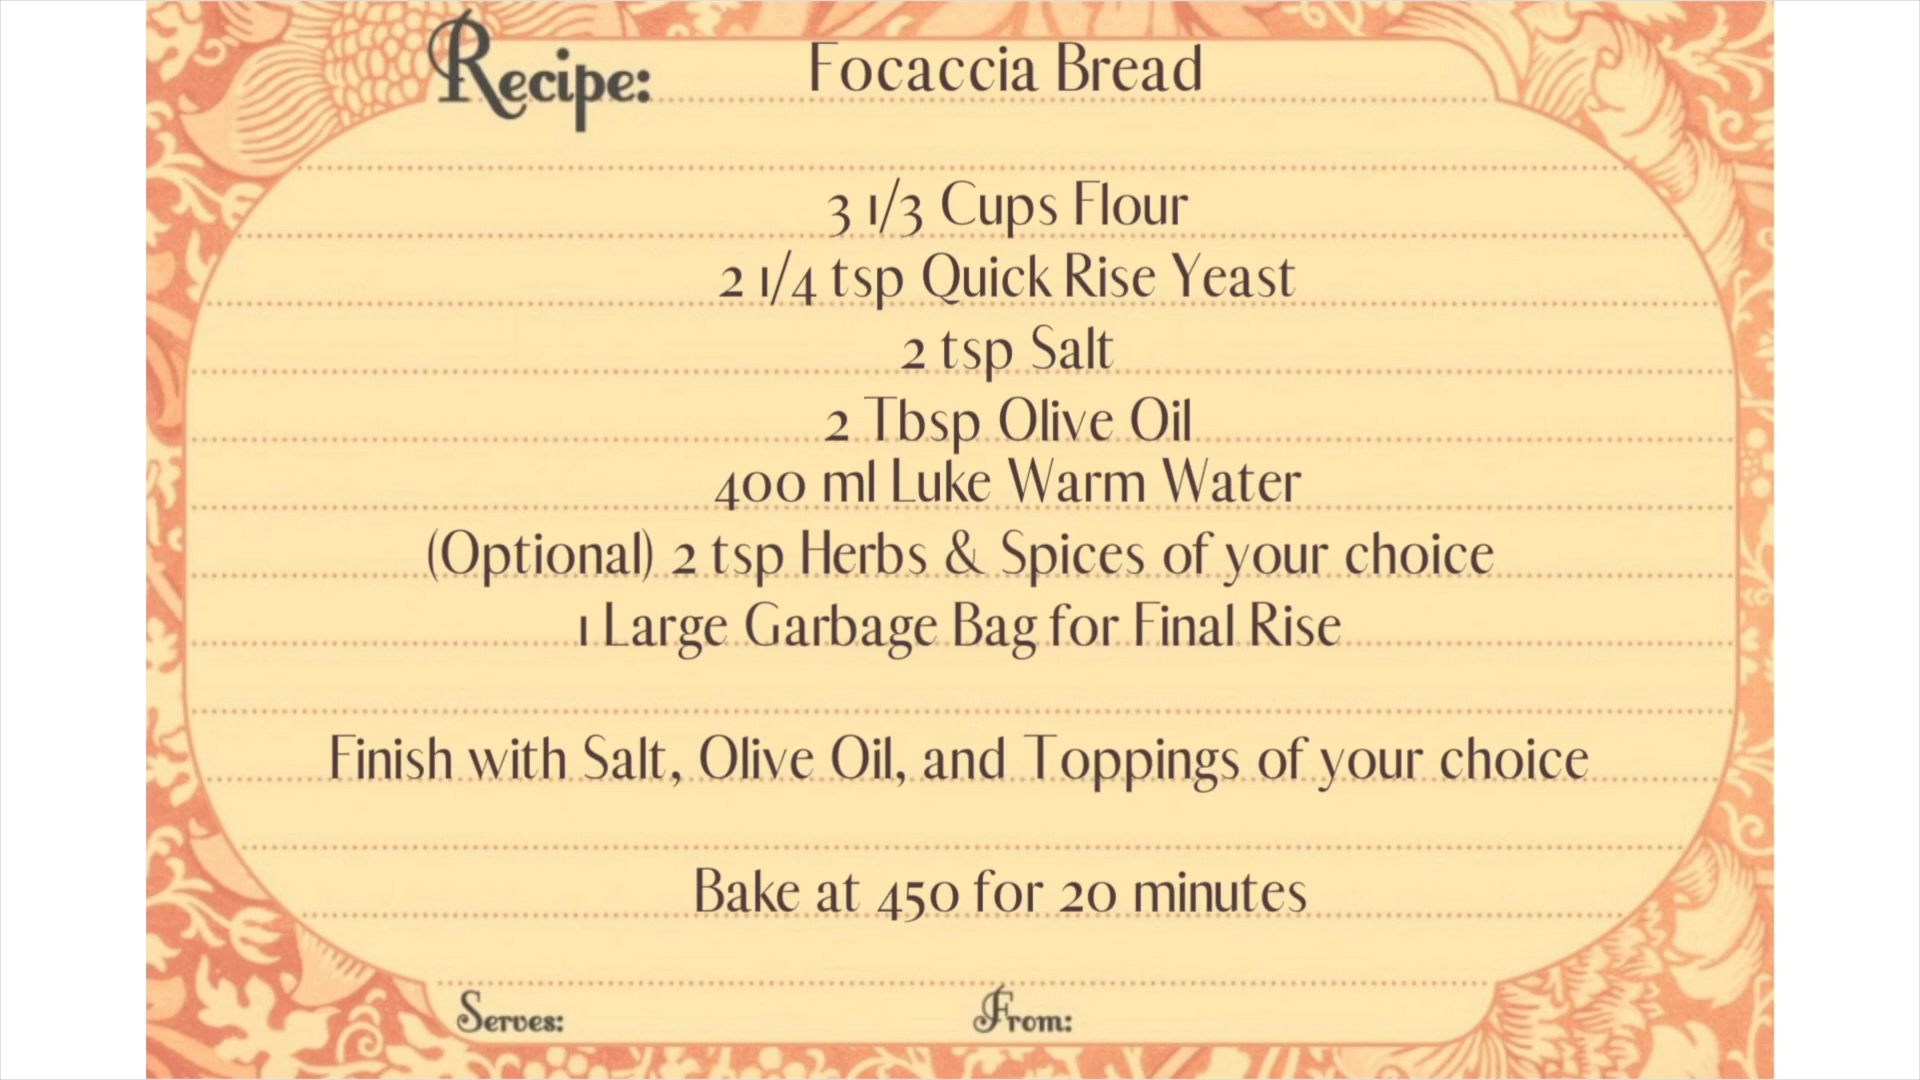 Recipe: Focaccia Bread
3 1/3 Cups Flour
2 1/4 tsp Quick Rise Yeast
2 tsp Salt
2 Tbsp Olive Oil
400 ml Luke Warm Water
(Optional) 2 tsp Herbs & Spices of your choice
1 Large Garbage Bag for Final Rise
Finish with Salt, Olive Oil, and Toppings of your choice
Bake at 450 for 20 minutes
Serves: From: